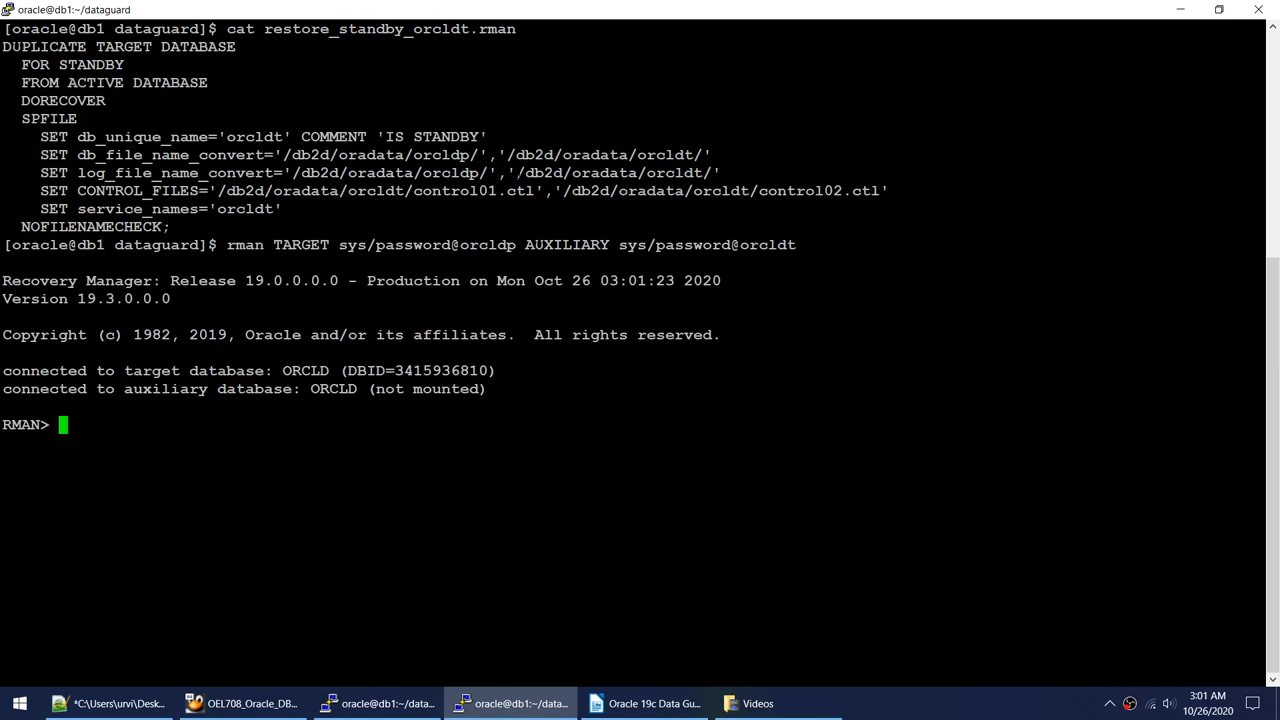 oracle@db1:~/dataguard
[oracle@db1 dataguard]$ cat restore_standby_orcldt.rman
DUPLICATE TARGET DATABASE
  FOR STANDBY
  FROM ACTIVE DATABASE
  DORECOVER
  SPFILE
    SET db_unique_name='orcldt' COMMENT 'IS STANDBY'
    SET db_file_name_convert='/db2d/oradata/orcldp/','/db2d/oradata/orcldt/'
    SET log_file_name_convert='/db2d/oradata/orcldp/','/db2d/oradata/orcldt/'
    SET CONTROL_FILES='/db2d/oradata/orcldt/control01.ctl','/db2d/oradata/orcldt/control02.ctl'
    SET service_names='orcldt'
  NOFILENAMECHECK;
[oracle@db1 dataguard]$ rman TARGET sys/password@orcldp AUXILIARY sys/password@orcldt
Recovery Manager: Release 19.0.0.0.0 - Production on Mon Oct 26 03:01:23 2020
Version 19.3.0.0.0
Copyright (c) 1982, 2019, Oracle and/or its affiliates.  All rights reserved.
connected to target database: ORCLD (DBID=3415936810)
connected to auxiliary database: ORCLD (not mounted)
RMAN>
*C:\Users\urvi\Desk... OEL708_Oracle_DB... oracle@db1:~/data... oracle@db1:~/data... Oracle 19c Data Gu... Videos
3:01 AM
10/26/2020